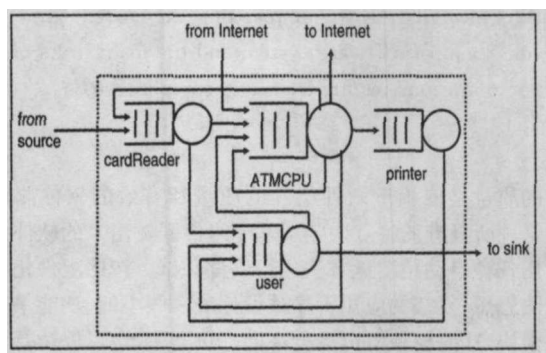 from Internet
to Internet
from
source
cardReader
ATMCPU
printer
user
to sink